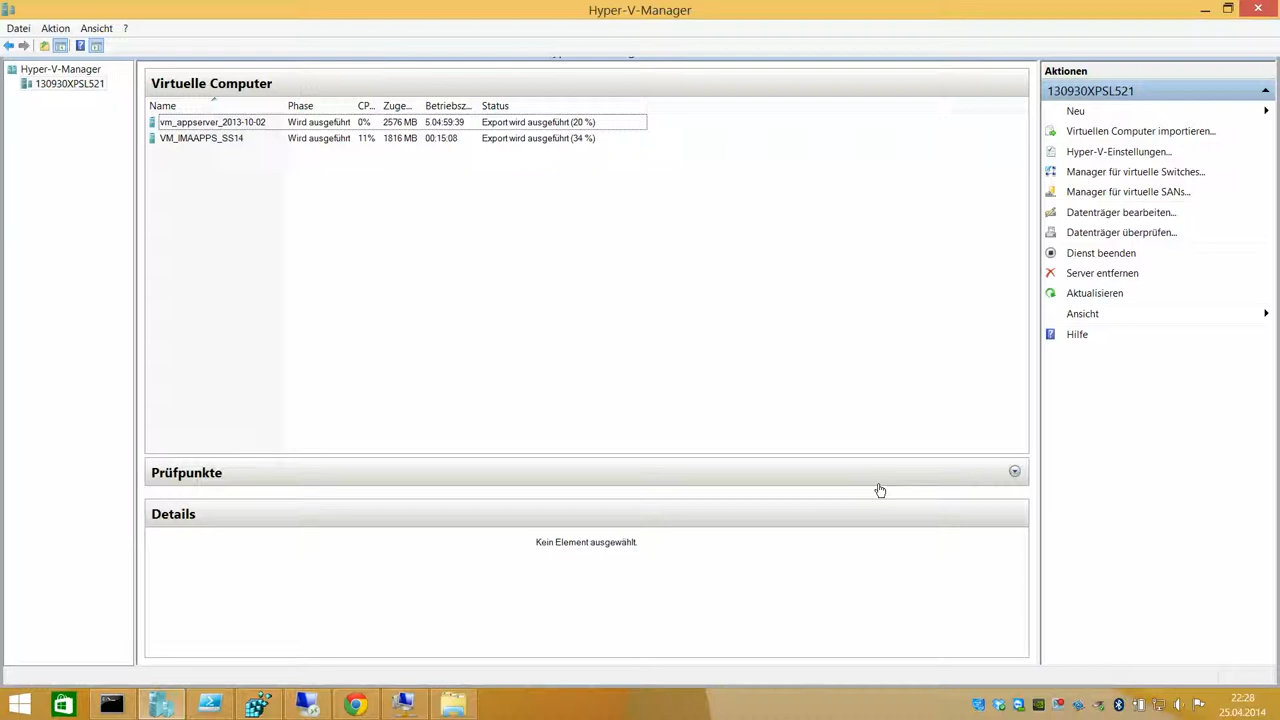 Hyper-V-Manager
Datei Aktion Ansicht ?
Hyper-V-Manager
130930XPSL521
Virtuelle Computer
Name Phase CP... Zuge... Betriebsz... Status
vm_appserver_2013-10-02 Wird ausgeführt 0% 2576 MB 5.04:59:39 Export wird ausgeführt (20 %)
VM_IMAAPPS_SS14 Wird ausgeführt 11% 1816 MB 00:15:08 Export wird ausgeführt (34 %)
Prüfpunkte
Details
Kein Element ausgewählt.
Aktionen
130930XPSL521
Neu
Virtuellen Computer importieren...
Hyper-V-Einstellungen...
Manager für virtuelle Switches...
Manager für virtuelle SANs...
Datenträger bearbeiten...
Datenträger überprüfen...
Dienst beenden
Server entfernen
Aktualisieren
Ansicht
Hilfe
22:28
25.04.2014